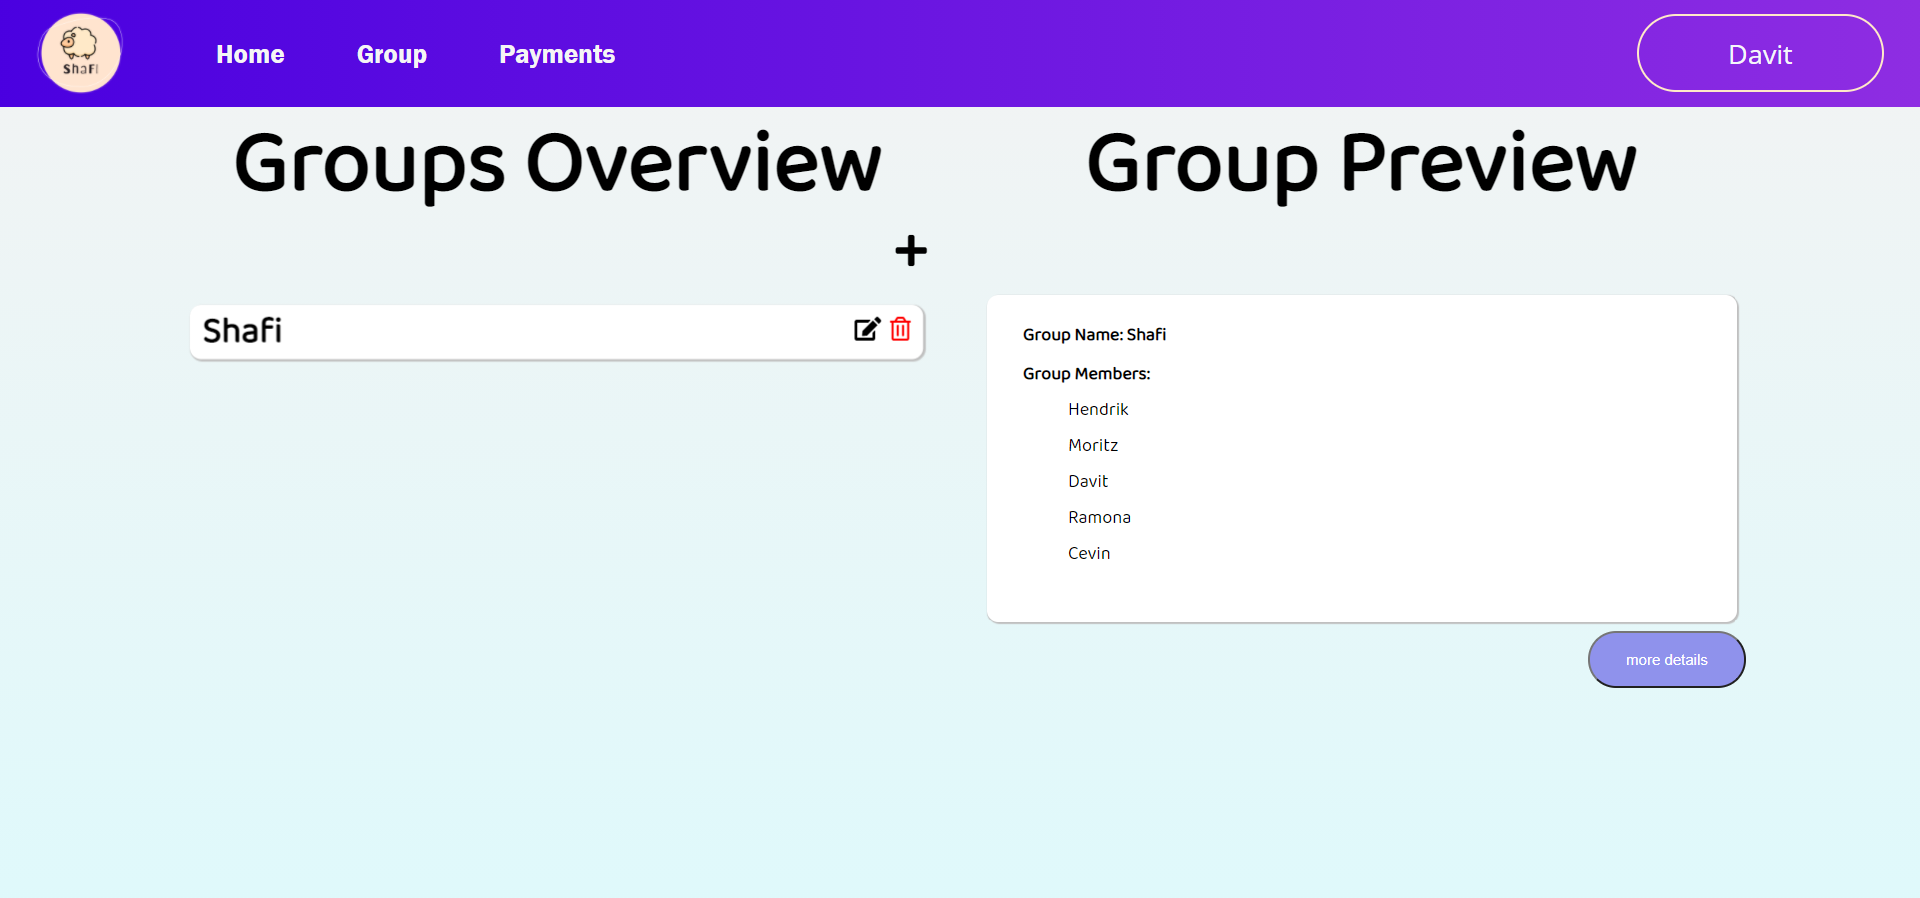 ShaFi
Home
Group
Payments
Davit
Groups Overview
Group Preview
Shafi
Group Name: Shafi
Group Members:
Hendrik
Moritz
Davit
Ramona
Cevin
more details